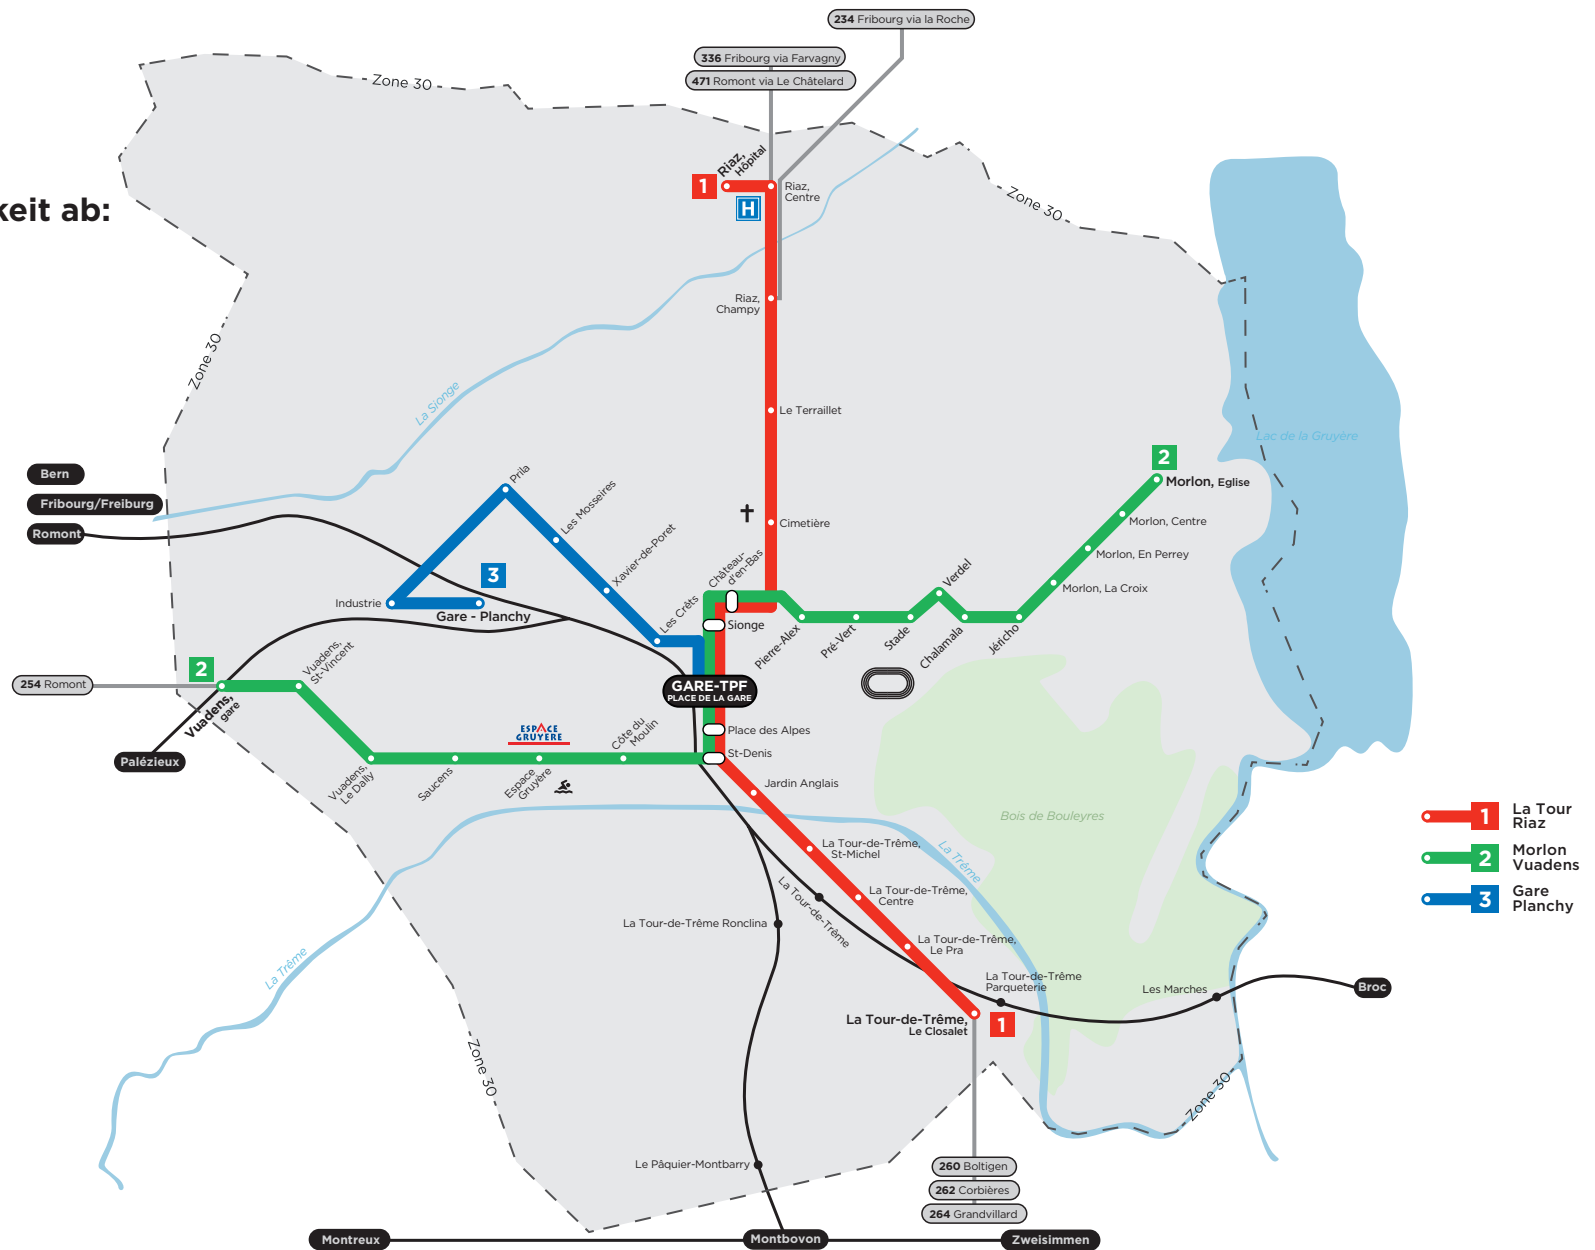 234 Fribourg via la Roche
336 Fribourg via Farvagny
471 Romont via Le Châtelard
Zone 30
Riaz,
Hôpital
1
H
Riaz,
Centre
Zone 30
keit ab:
Riaz,
Champy
Zone 30
La Sionge
Le Terraillet
Lac de la Gruyère
2
Morlon, Eglise
Bern
Fribourg/Freiburg
Romont
Prila
Les Mosseires
Xavier-de-Poret
Les Crêts
Cimetière
Morlon, Centre
Morlon, En Perrey
Morlon, La Croix
Château-
d'en-Bas
3
Industrie
Gare - Planchy
Sionge
Pierre-Alex
Pré-Vert
Stade
Verdel
Chalamala
Jéricho
2
254 Romont
Vuadens,
gare
Vuadens,
St-Vincent
GARE-TPF
PLACE DE LA GARE
Palézieux
ESPACE
GRUYERE
Côte du
Moulin
Place des Alpes
St-Denis
Vuadens,
Le Dally
Saucens
Espace
Gruyère
Jardin Anglais
Bois de Bouleyres
1 La Tour
Riaz
2 Morlon
Vuadens
3 Gare
Planchy
La Tour-de-Trême,
St-Michel
La Trême
La Tour-de-Trême,
Centre
La Tour-de-Trême
La Tour-de-Trême Ronclina
La Tour-de-Trême,
Le Pra
La Trême
La Tour-de-Trême
Parqueterie
Les Marches
Broc
La Tour-de-Trême,
Le Closalet
1
Zone 30
Zone 30
Le Pâquier-Montbarry
260 Boltigen
262 Corbières
264 Grandvillard
Montreux
Montbovon
Zweisimmen